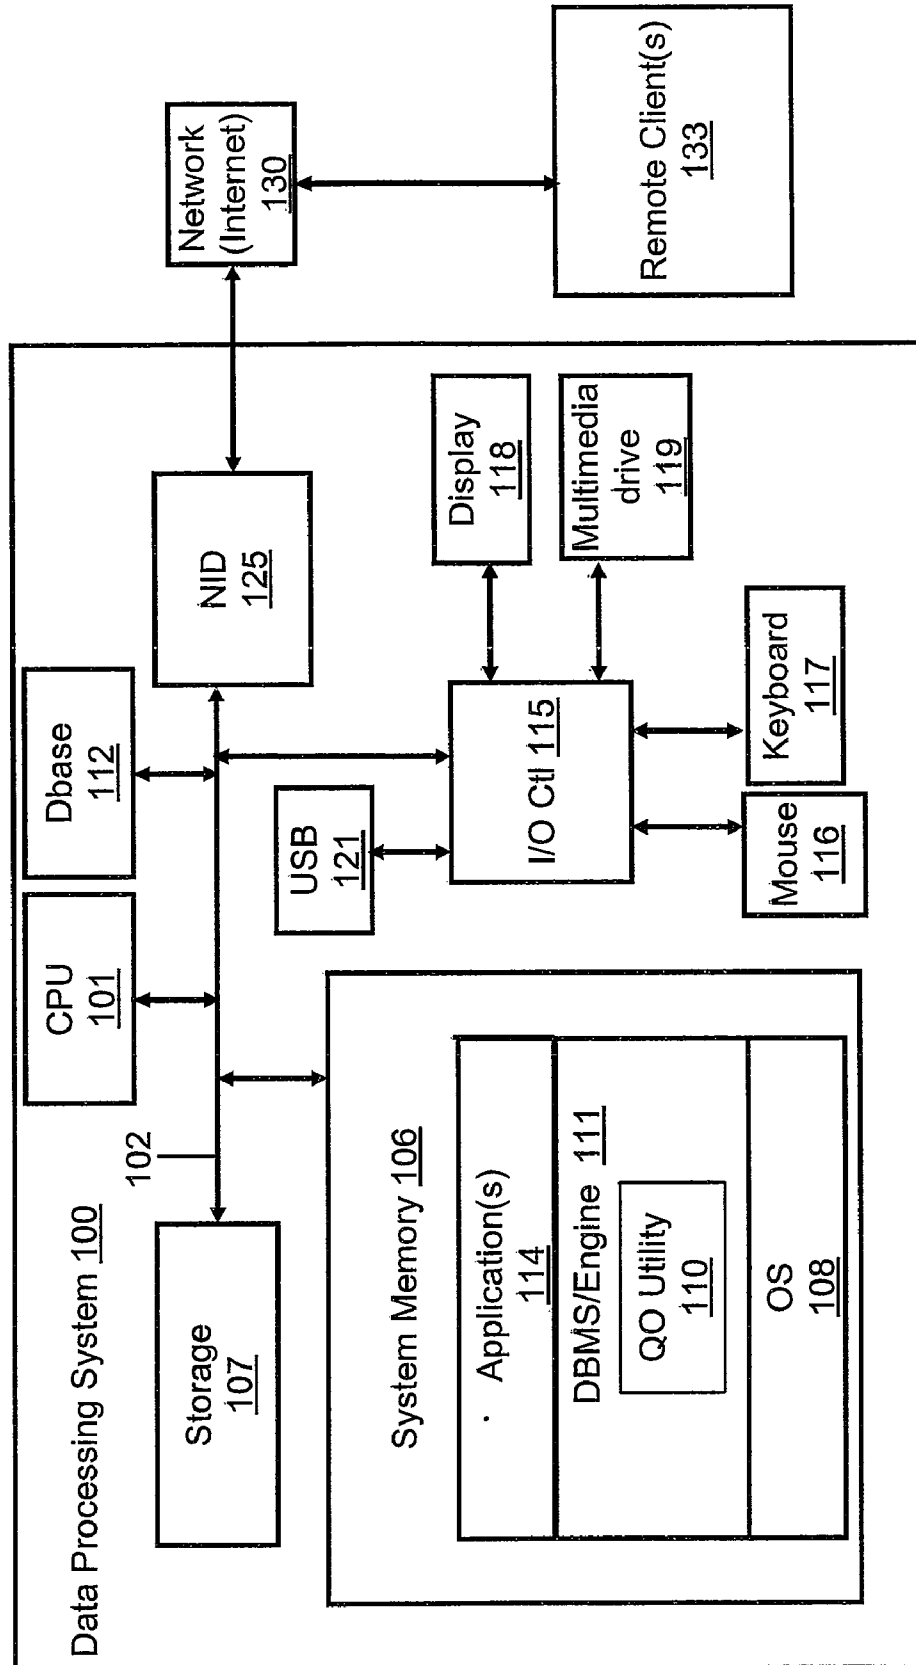 Data Processing System 100
102
Storage
107
CPU
101
Dbase
112
NID
125
Network
(Internet)
130
Remote Client(s)
133
System Memory 106
Application(s)
114
DBMS/Engine 111
QO Utility
110
OS
108
USB
121
I/O Ctl 115
Display
118
Multimedia
drive
119
Mouse
116
Keyboard
117